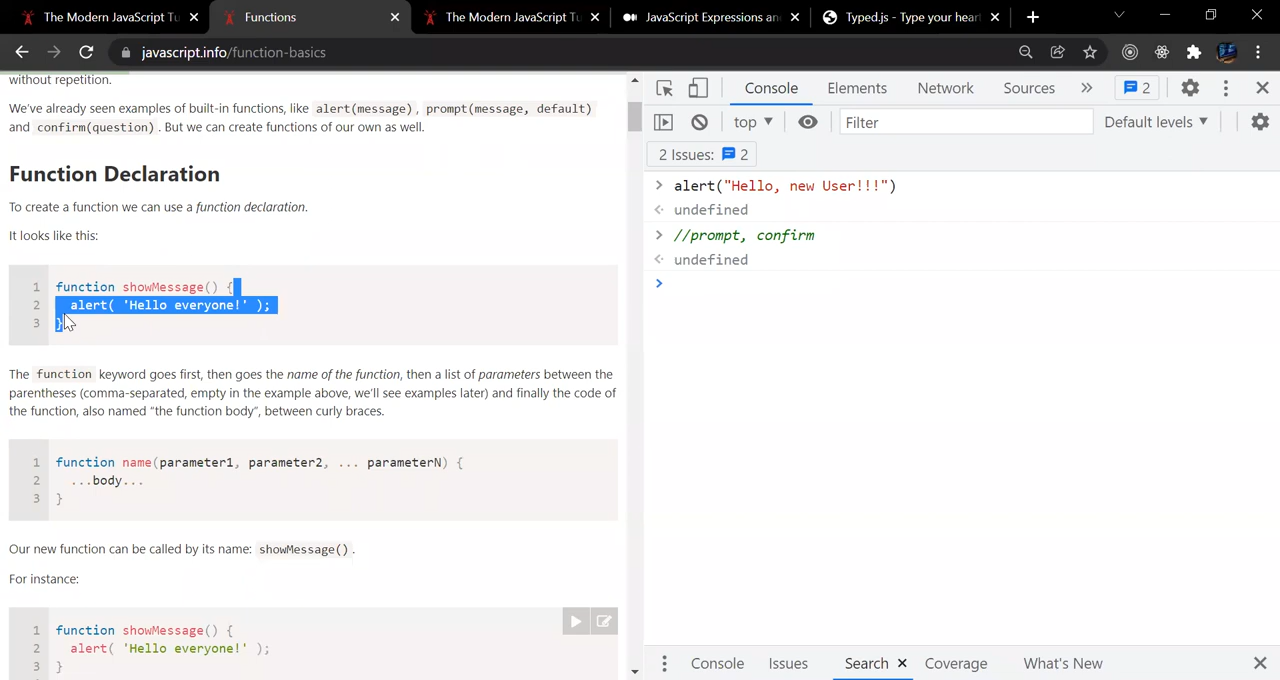 The Modern JavaScript Tu
Functions
The Modern JavaScript Tu
JavaScript Expressions an
Typed.js - Type your hear
javascript.info/function-basics
without repetition.
We've already seen examples of built-in functions, like alert(message), prompt(message, default)
and confirm(question). But we can create functions of our own as well.
Function Declaration
To create a function we can use a function declaration.
It looks like this:
1 function showMessage() {
2 alert( 'Hello everyone!' );
3 }
The function keyword goes first, then goes the name of the function, then a list of parameters between the
parentheses (comma-separated, empty in the example above, we'll see examples later) and finally the code of
the function, also named "the function body", between curly braces.
1 function name(parameter1, parameter2, ... parameterN) {
2 ...body...
3 }
Our new function can be called by its name: showMessage().
For instance:
1 function showMessage() {
2 alert( 'Hello everyone!' );
3 }
Console Elements Network Sources » 2
top Filter Default levels
2 Issues: 2
> alert("Hello, new User!!!")
undefined
> //prompt, confirm
undefined
>
Console Issues Search Coverage What's New